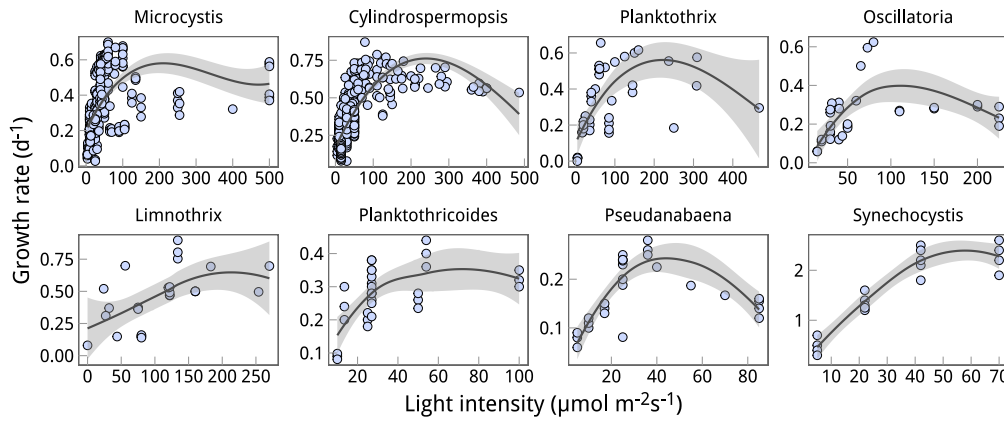 Microcystis Cylindrospermopsis Planktothrix Oscillatoria
0.6 0.4 0.2 0.0
0 100 200 300 400 500
0.75 0.50 0.25
0 100 200 300 400 500
0.6 0.4 0.2 0.0
0 100 200 300 400
0.6 0.4 0.2 0.0
50 100 150 200
Growth rate (d⁻¹)
Limnothrix Planktothricoides Pseudanabaena Synechocystis
0.75 0.50 0.25 0.00
0 50 100 150 200 250
0.4 0.3 0.2 0.1
20 40 60 80 100
0.2 0.1
20 40 60 80
2 1
10 20 30 40 50 60 70
Light intensity (μmol m⁻²s⁻¹)